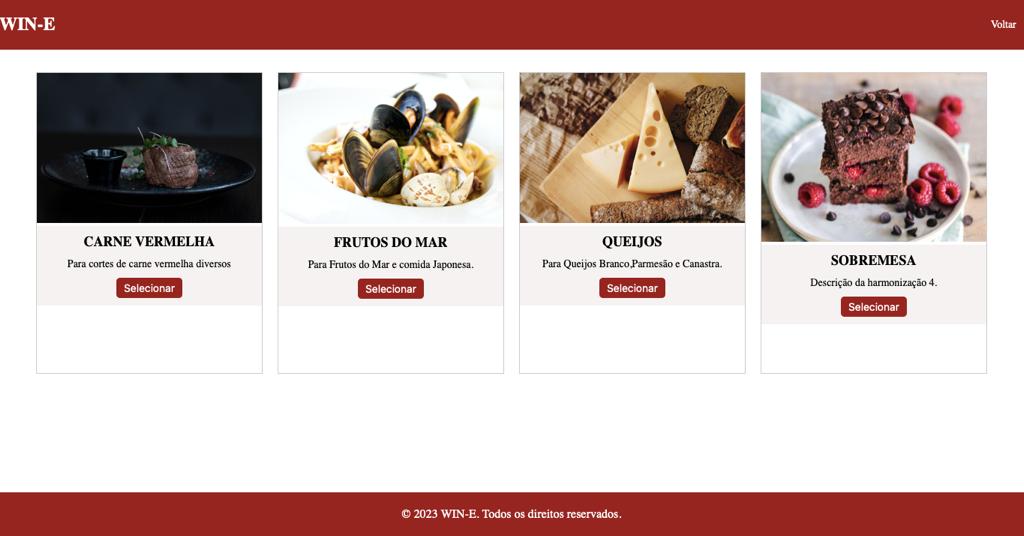 WIN-E
Voltar
CARNE VERMELHA
Para cortes de carne vermelha diversos
Selecionar
FRUTOS DO MAR
Para Frutos do Mar e comida Japonesa.
Selecionar
QUEIJOS
Para Queijos Branco,Parmesão e Canastra.
Selecionar
SOBREMESA
Descrição da harmonização 4.
Selecionar
© 2023 WIN-E. Todos os direitos reservados.